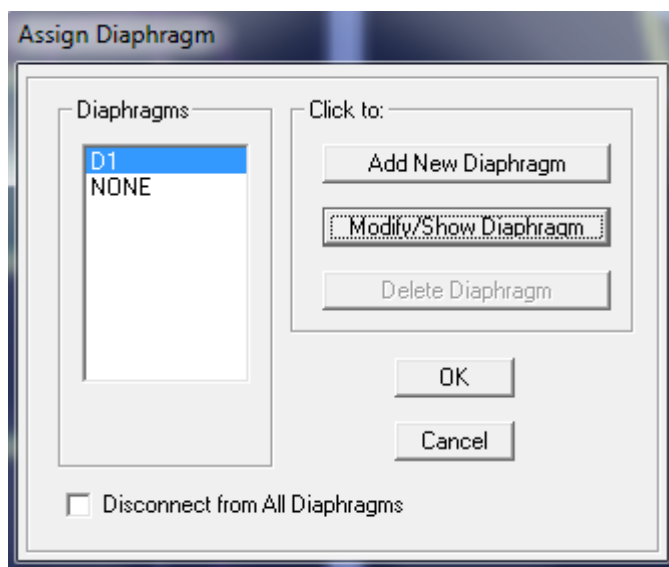 Assign Diaphragm
Diaphragms
D1
NONE
Click to:
Add New Diaphragm
Modify/Show Diaphragm
Delete Diaphragm
OK
Cancel
Disconnect from All Diaphragms